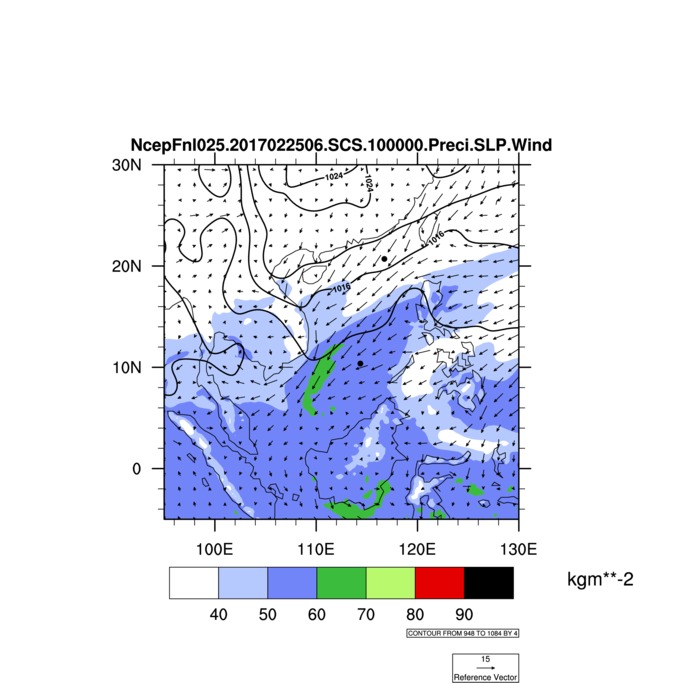 NcepFnl025.2017022506.SCS.100000.Preci.SLP.Wind
30N
1024
1024
1016
20N
1016
10N
0
100E 110E 120E 130E
kgm**-2
40 50 60 70 80 90
CONTOUR FROM 948 TO 1084 BY 4
15
Reference Vector